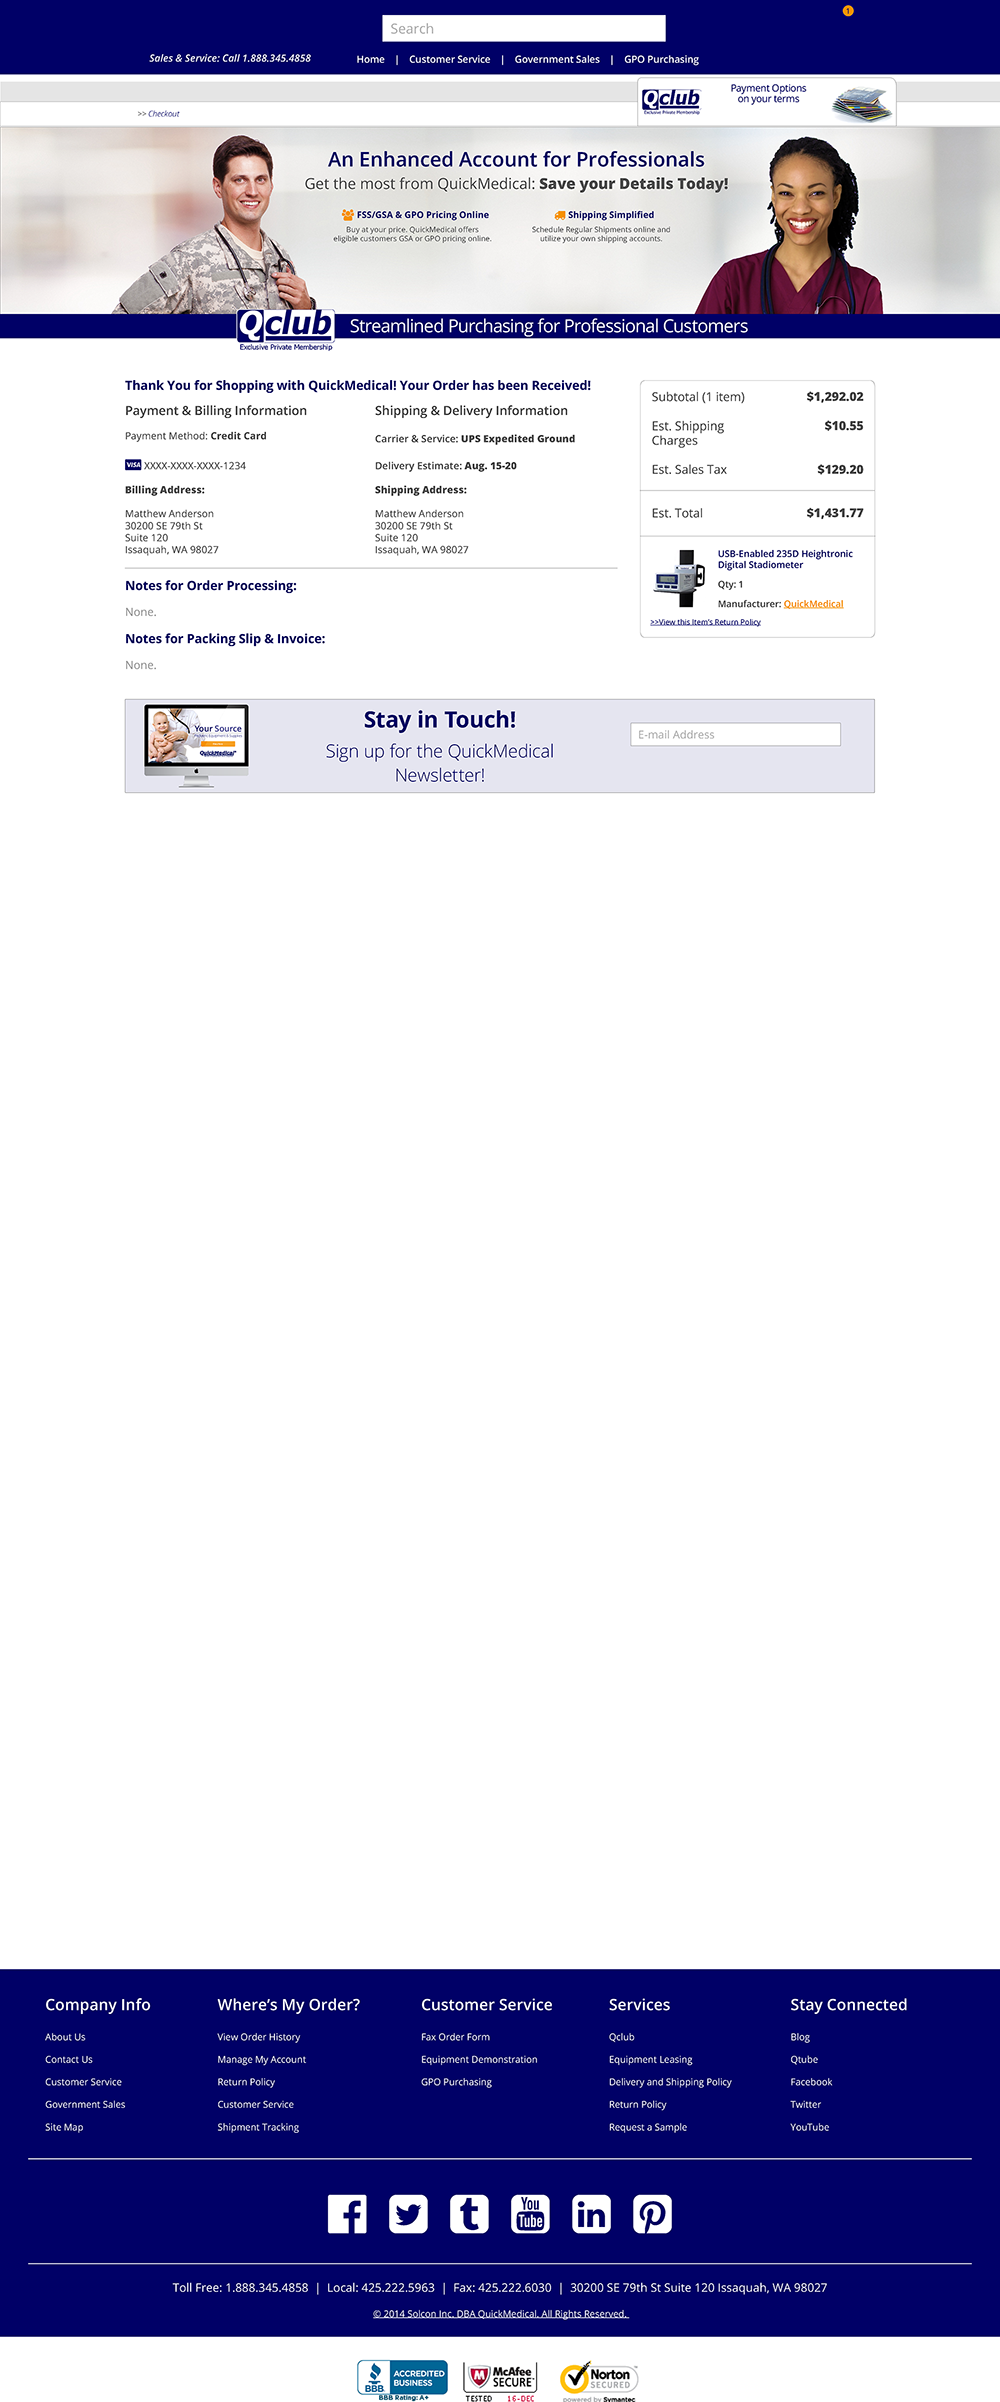 1
Search
Sales & Service: Call 1.888.345.4858
Home | Customer Service | Government Sales | GPO Purchasing
Qclub
Exclusive Private Membership
Payment Options
on your terms
>> Checkout
An Enhanced Account for Professionals
Get the most from QuickMedical: Save your Details Today!
FSS/GSA & GPO Pricing Online
Buy at your price. QuickMedical offers
eligible customers GSA or GPO pricing online.
Shipping Simplified
Schedule Regular Shipments online and
utilize your own shipping accounts.
Qclub
Exclusive Private Membership
Streamlined Purchasing for Professional Customers
Thank You for Shopping with QuickMedical! Your Order has been Received!
Payment & Billing Information
Payment Method: Credit Card
VISA XXXX-XXXX-XXXX-1234
Billing Address:
Matthew Anderson
30200 SE 79th St
Suite 120
Issaquah, WA 98027
Shipping & Delivery Information
Carrier & Service: UPS Expedited Ground
Delivery Estimate: Aug. 15-20
Shipping Address:
Matthew Anderson
30200 SE 79th St
Suite 120
Issaquah, WA 98027
Notes for Order Processing:
None.
Notes for Packing Slip & Invoice:
None.
Subtotal (1 item) $1,292.02
Est. Shipping
Charges $10.55
Est. Sales Tax $129.20
Est. Total $1,431.77
USB-Enabled 235D Heightronic
Digital Stadiometer
Qty: 1
Manufacturer: QuickMedical
>>View this Item's Return Policy
Your Source
QuickMedical
Stay in Touch!
Sign up for the QuickMedical
Newsletter!
E-mail Address
Company Info
About Us
Contact Us
Customer Service
Government Sales
Site Map
Where's My Order?
View Order History
Manage My Account
Return Policy
Customer Service
Shipment Tracking
Customer Service
Fax Order Form
Equipment Demonstration
GPO Purchasing
Services
Qclub
Equipment Leasing
Delivery and Shipping Policy
Return Policy
Request a Sample
Stay Connected
Blog
Qtube
Facebook
Twitter
YouTube
You
Tube
in
Toll Free: 1.888.345.4858 | Local: 425.222.5963 | Fax: 425.222.6030 | 30200 SE 79th St Suite 120 Issaquah, WA 98027
© 2014 Solcon Inc. DBA QuickMedical. All Rights Reserved.
BBB
ACCREDITED
BUSINESS
BBB Rating: A+
McAfee
SECURE
TESTED 16-DEC
Norton
SECURED
powered by Symantec